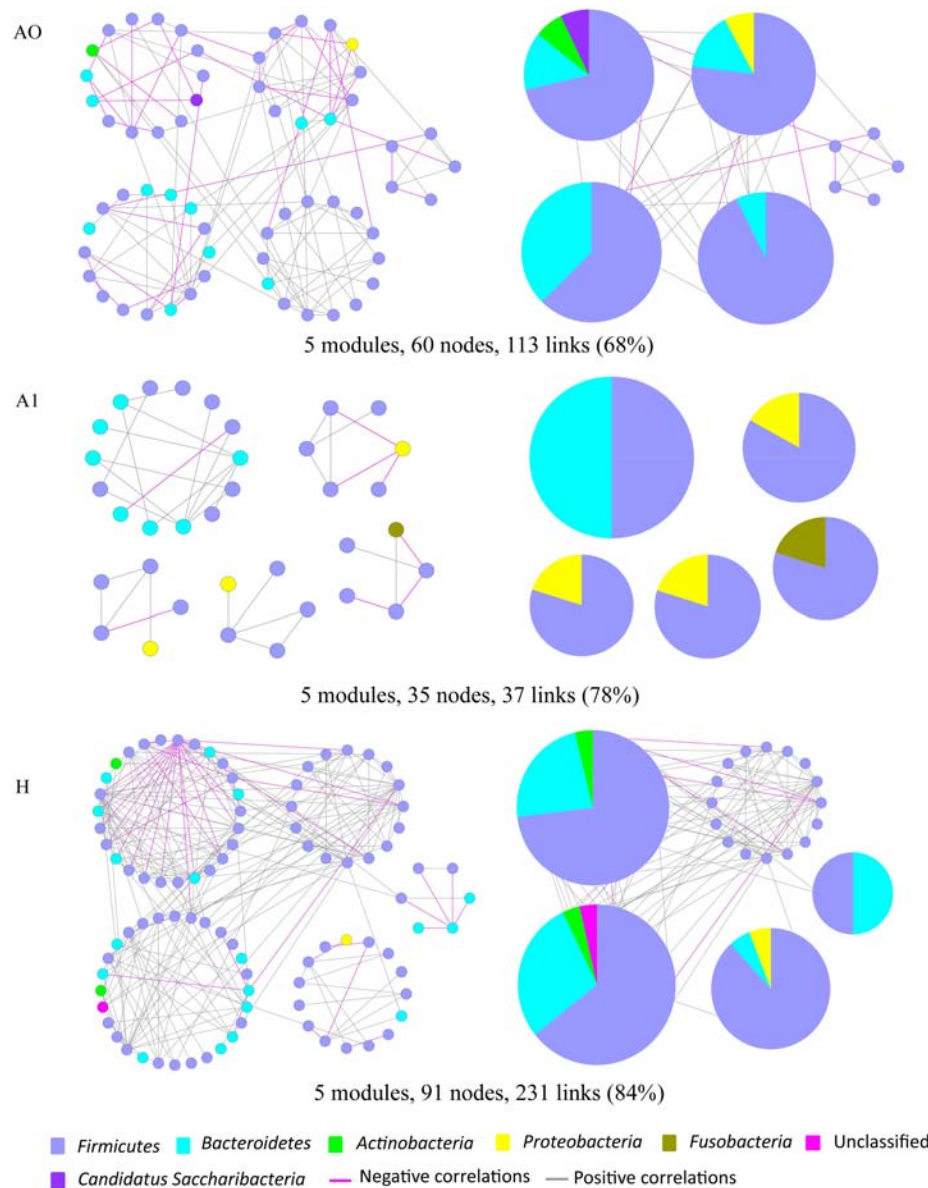 AO
5 modules, 60 nodes, 113 links (68%)
A1
5 modules, 35 nodes, 37 links (78%)
H
5 modules, 91 nodes, 231 links (84%)
Firmicutes Bacteroidetes Actinobacteria Proteobacteria Fusobacteria Unclassified
Candidatus Saccharibacteria Negative correlations Positive correlations